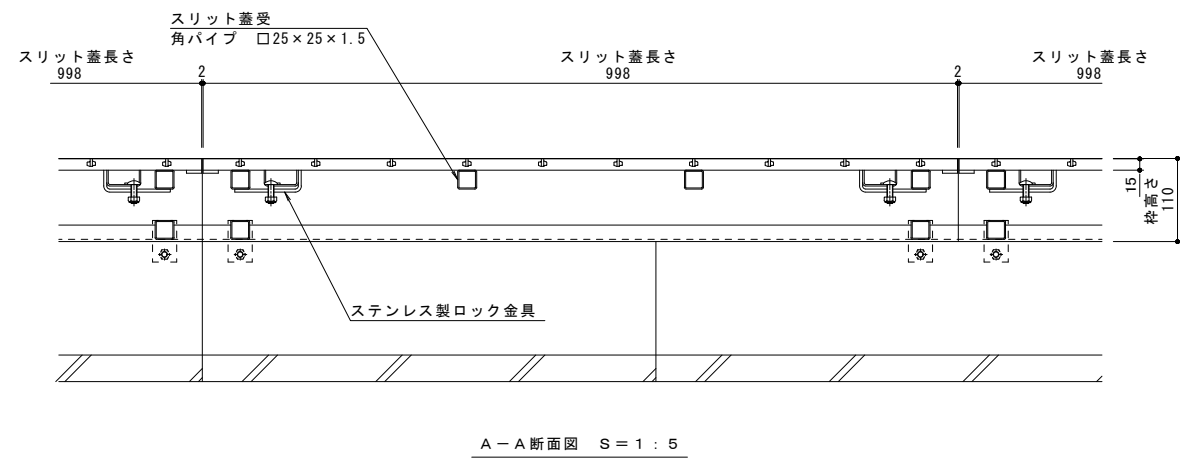 スリット蓋受
角パイプ □25×25×1.5
スリット蓋長さ
998
2
スリット蓋長さ
998
2
スリット蓋長さ
998
15
枠高さ
110
ステンレス製ロック金具
A－A断面図 S＝1：5